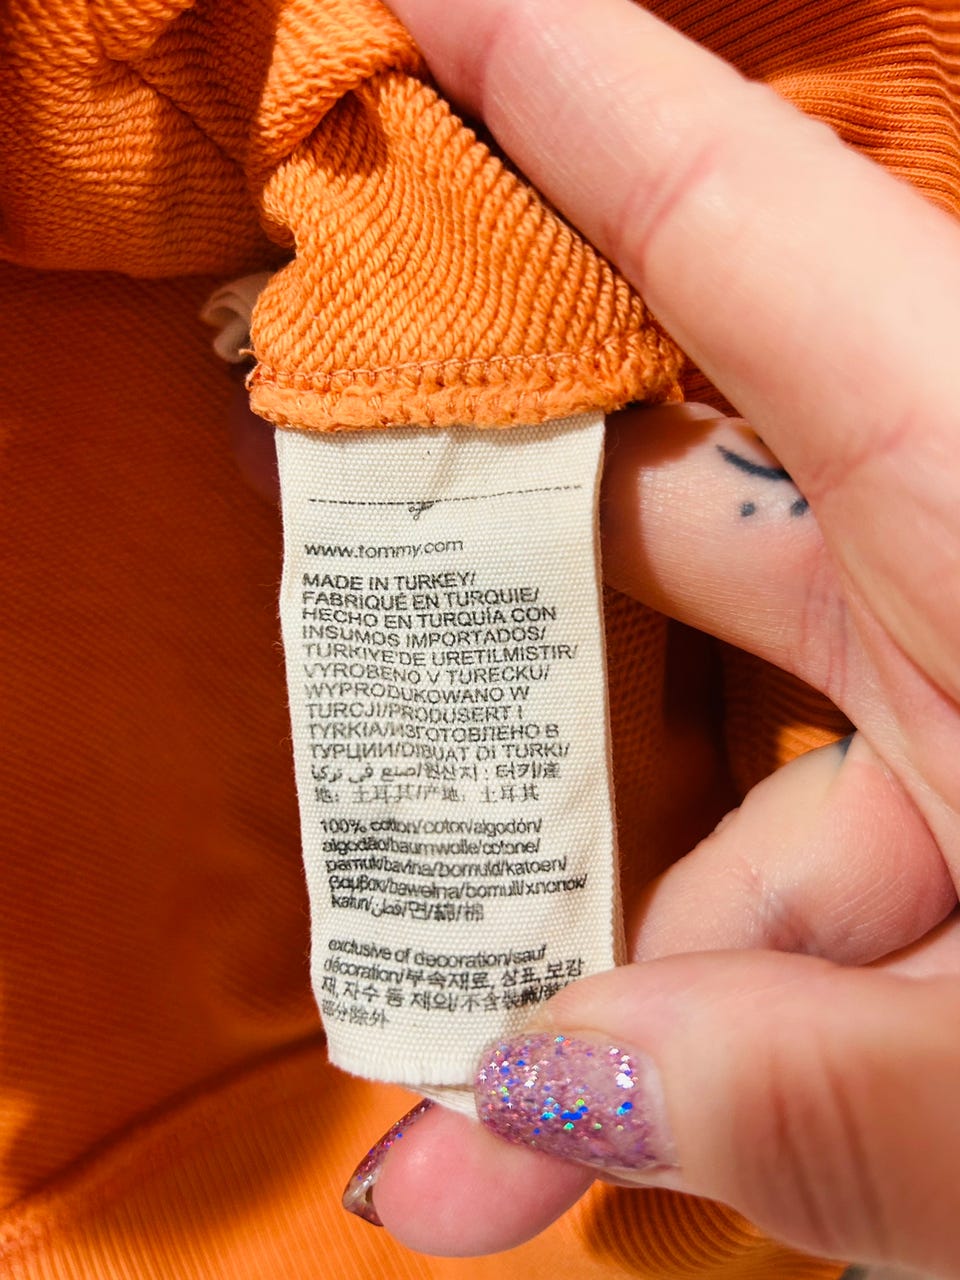 www.tommy.com
MADE IN TURKEY/
FABRIQUÉ EN TURQUIE/
HECHO EN TURQUÍA CON
INSUMOS IMPORTADOS/
TURKIYE'DE URETILMISTIR/
VYROBENO V TURECKU/
WYPRODUKOWANO W
TURCJI/PRODUSERT I
TYRKIA/ИЗГОТОВЛЕНО В
ТУРЦИИ/DIBUAT DI TURKI/
صنع في تركيا/원산지 : 터키/產
地: 土耳其/产地: 土耳其
100% cotton/coton/algodón/
algodão/baumwolle/cotone/
pamuk/bavlna/bomuld/katoen/
βαμβακ/bawełna/bomull/хлопок/
katun/قطن/면/綿/棉
exclusive of decoration/sauf
décoration/부속재료, 상표, 보강
재, 자수 등 제외/不含裝飾/
部分除外